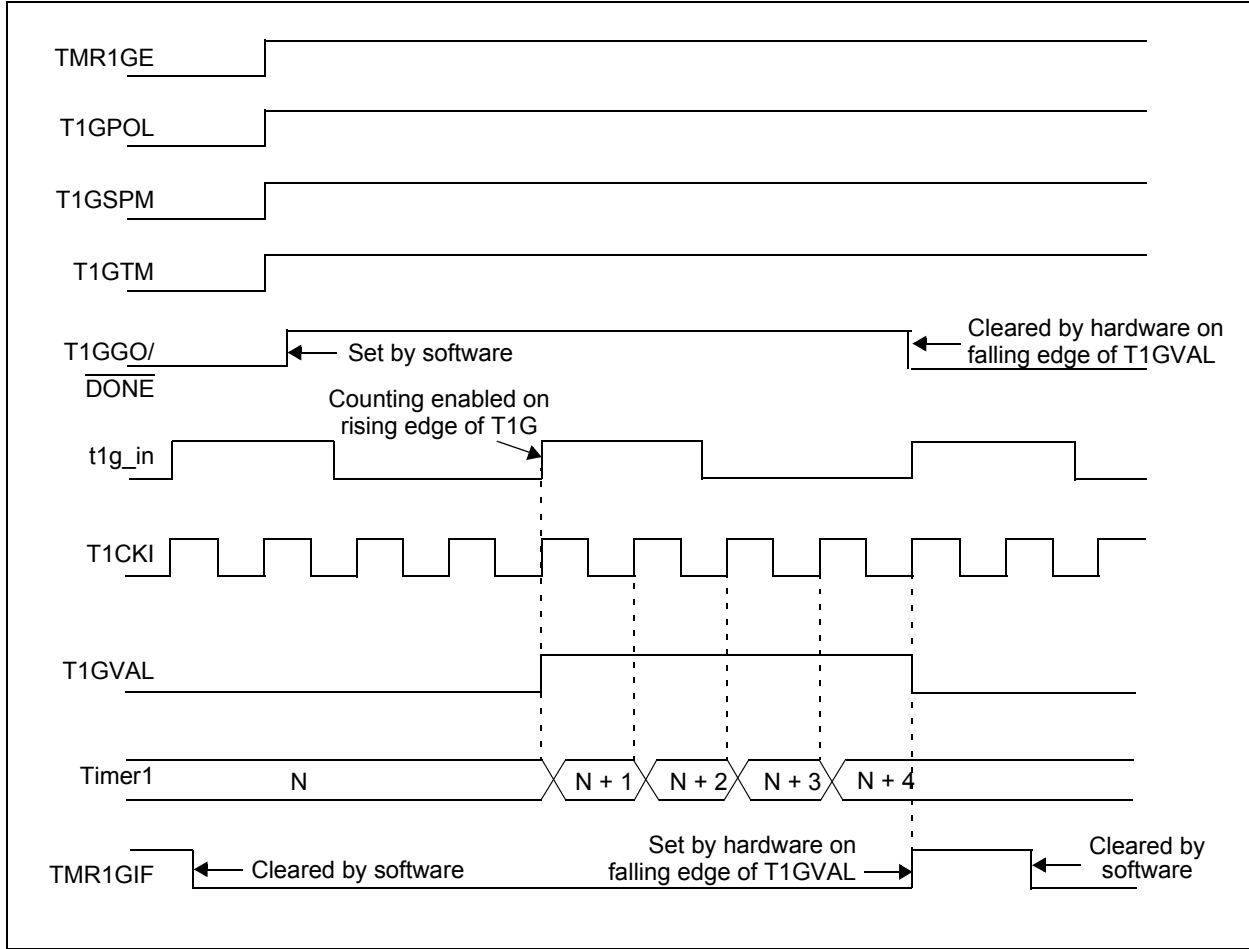 TMR1GE
T1GPOL
T1GSPM
T1GTM
T1GGO/
DONE
Set by software
Cleared by hardware on
falling edge of T1GVAL
Counting enabled on
rising edge of T1G
t1g_in
T1CKI
T1GVAL
Timer1
N
N + 1
N + 2
N + 3
N + 4
TMR1GIF
Cleared by software
Set by hardware on
falling edge of T1GVAL
Cleared by
software